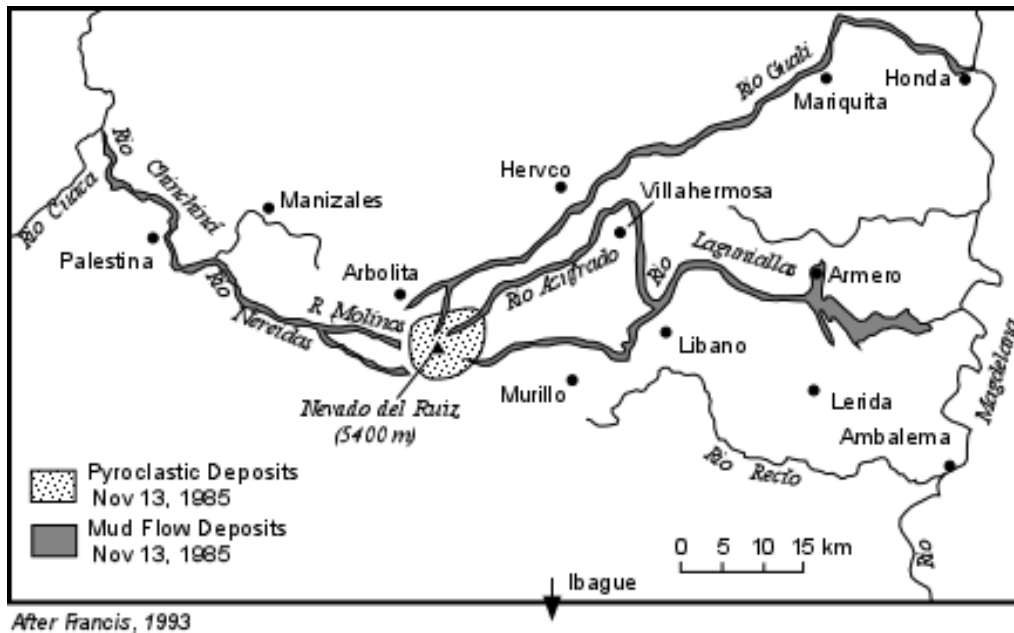 Rio Guali
Honda
Mariquita
Rio
Chinchiná
Hervco
Villahermosa
Manizales
Rio Cuaca
Palestina
Arbolita
Rio Azufrado
Rio
Lagunillas
Armero
Rio
Nereidas
R. Molinos
Libano
Murillo
Nevado del Ruiz
(5400 m)
Lerida
Magdelana
Ambalema
Rio Recio
Pyroclastic Deposits
Nov 13, 1985
Mud Flow Deposits
Nov 13, 1985
0 5 10 15 km
Rio
Ibague
After Francis, 1993